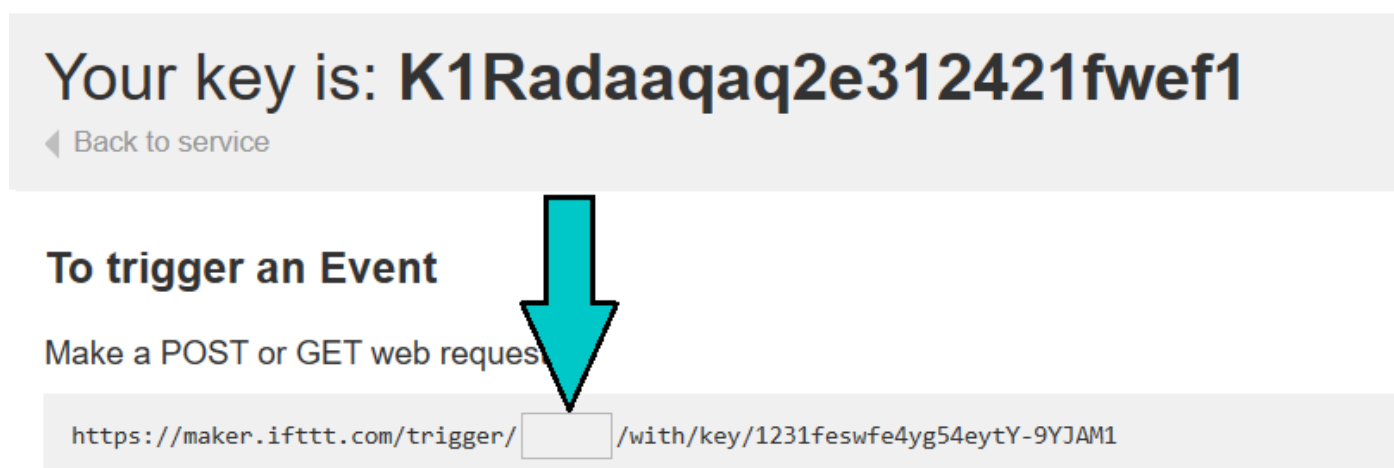 Your key is: K1Radaaqaq2e312421fwef1
Back to service
To trigger an Event
Make a POST or GET web request
https://maker.ifttt.com/trigger/ /with/key/1231feswfe4yg54eytY-9YJAM1